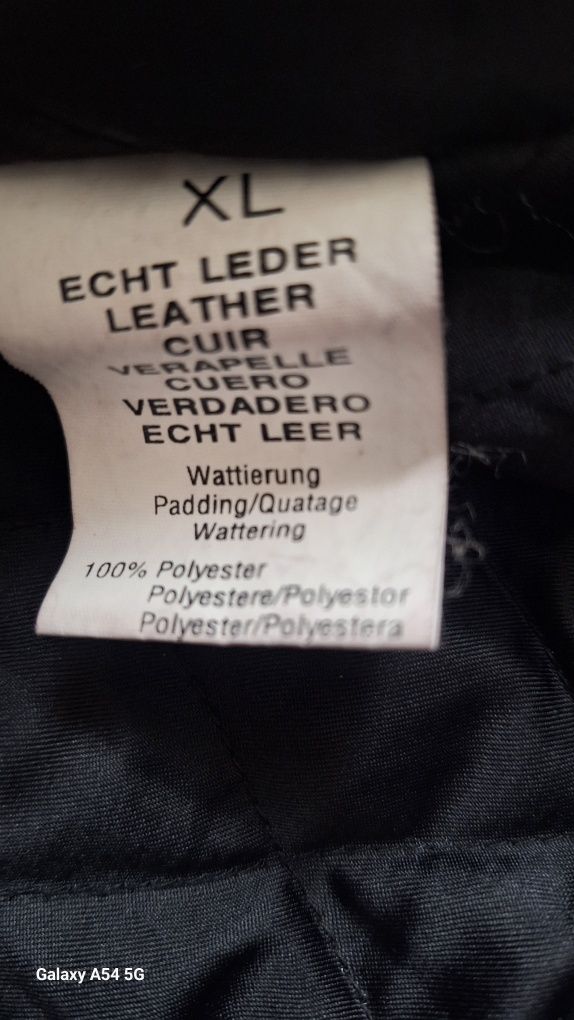 XL
ECHT LEDER
LEATHER
CUIR
VERAPELLE
CUERO
VERDADERO
ECHT LEER
Wattierung
Padding/Quatage
Wattering
100% Polyester
Polyestere/Polyestor
Polyester/Polyestera
Galaxy A54 5G